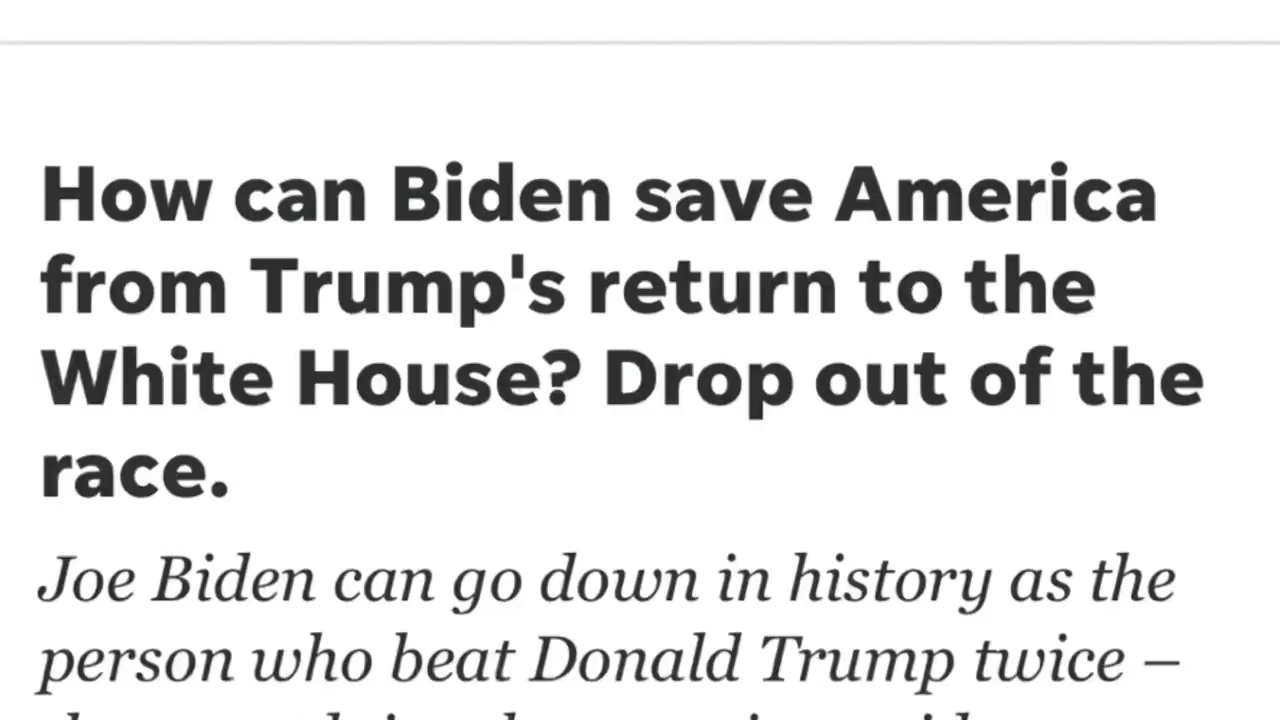 How can Biden save America
from Trump's return to the
White House? Drop out of the
race.
Joe Biden can go down in history as the
person who beat Donald Trump twice –